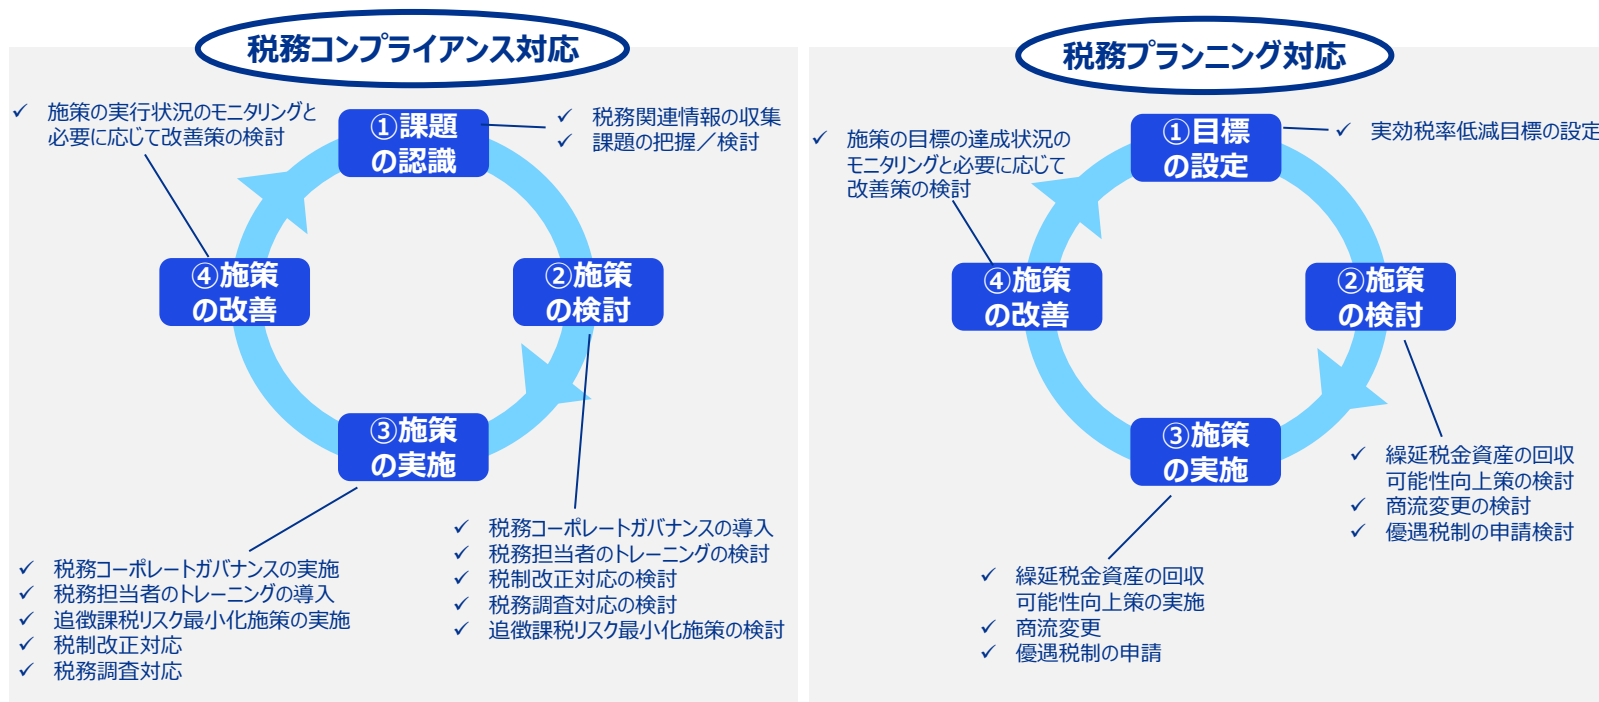 税務コンプライアンス対応
✓ 施策の実行状況のモニタリングと
必要に応じて改善策の検討
①課題
の認識
✓ 税務関連情報の収集
✓ 課題の把握／検討
④施策
の改善
②施策
の検討
③施策
の実施
✓ 税務コーポレートガバナンスの導入
✓ 税務担当者のトレーニングの検討
✓ 税制改正対応の検討
✓ 税務調査対応の検討
✓ 追徴課税リスク最小化施策の検討
✓ 税務コーポレートガバナンスの実施
✓ 税務担当者のトレーニングの導入
✓ 追徴課税リスク最小化施策の実施
✓ 税制改正対応
✓ 税務調査対応
税務プランニング対応
✓ 施策の目標の達成状況の
モニタリングと必要に応じて
改善策の検討
①目標
の設定
✓ 実効税率低減目標の設定
④施策
の改善
②施策
の検討
③施策
の実施
✓ 繰延税金資産の回収
可能性向上策の検討
✓ 商流変更の検討
✓ 優遇税制の申請検討
✓ 繰延税金資産の回収
可能性向上策の実施
✓ 商流変更
✓ 優遇税制の申請